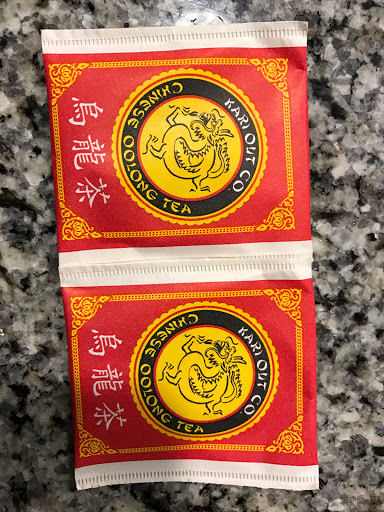 KARI OUT CO.
CHINESE OOLONG TEA
烏龍茶
KARI OUT CO.
CHINESE OOLONG TEA
烏龍茶